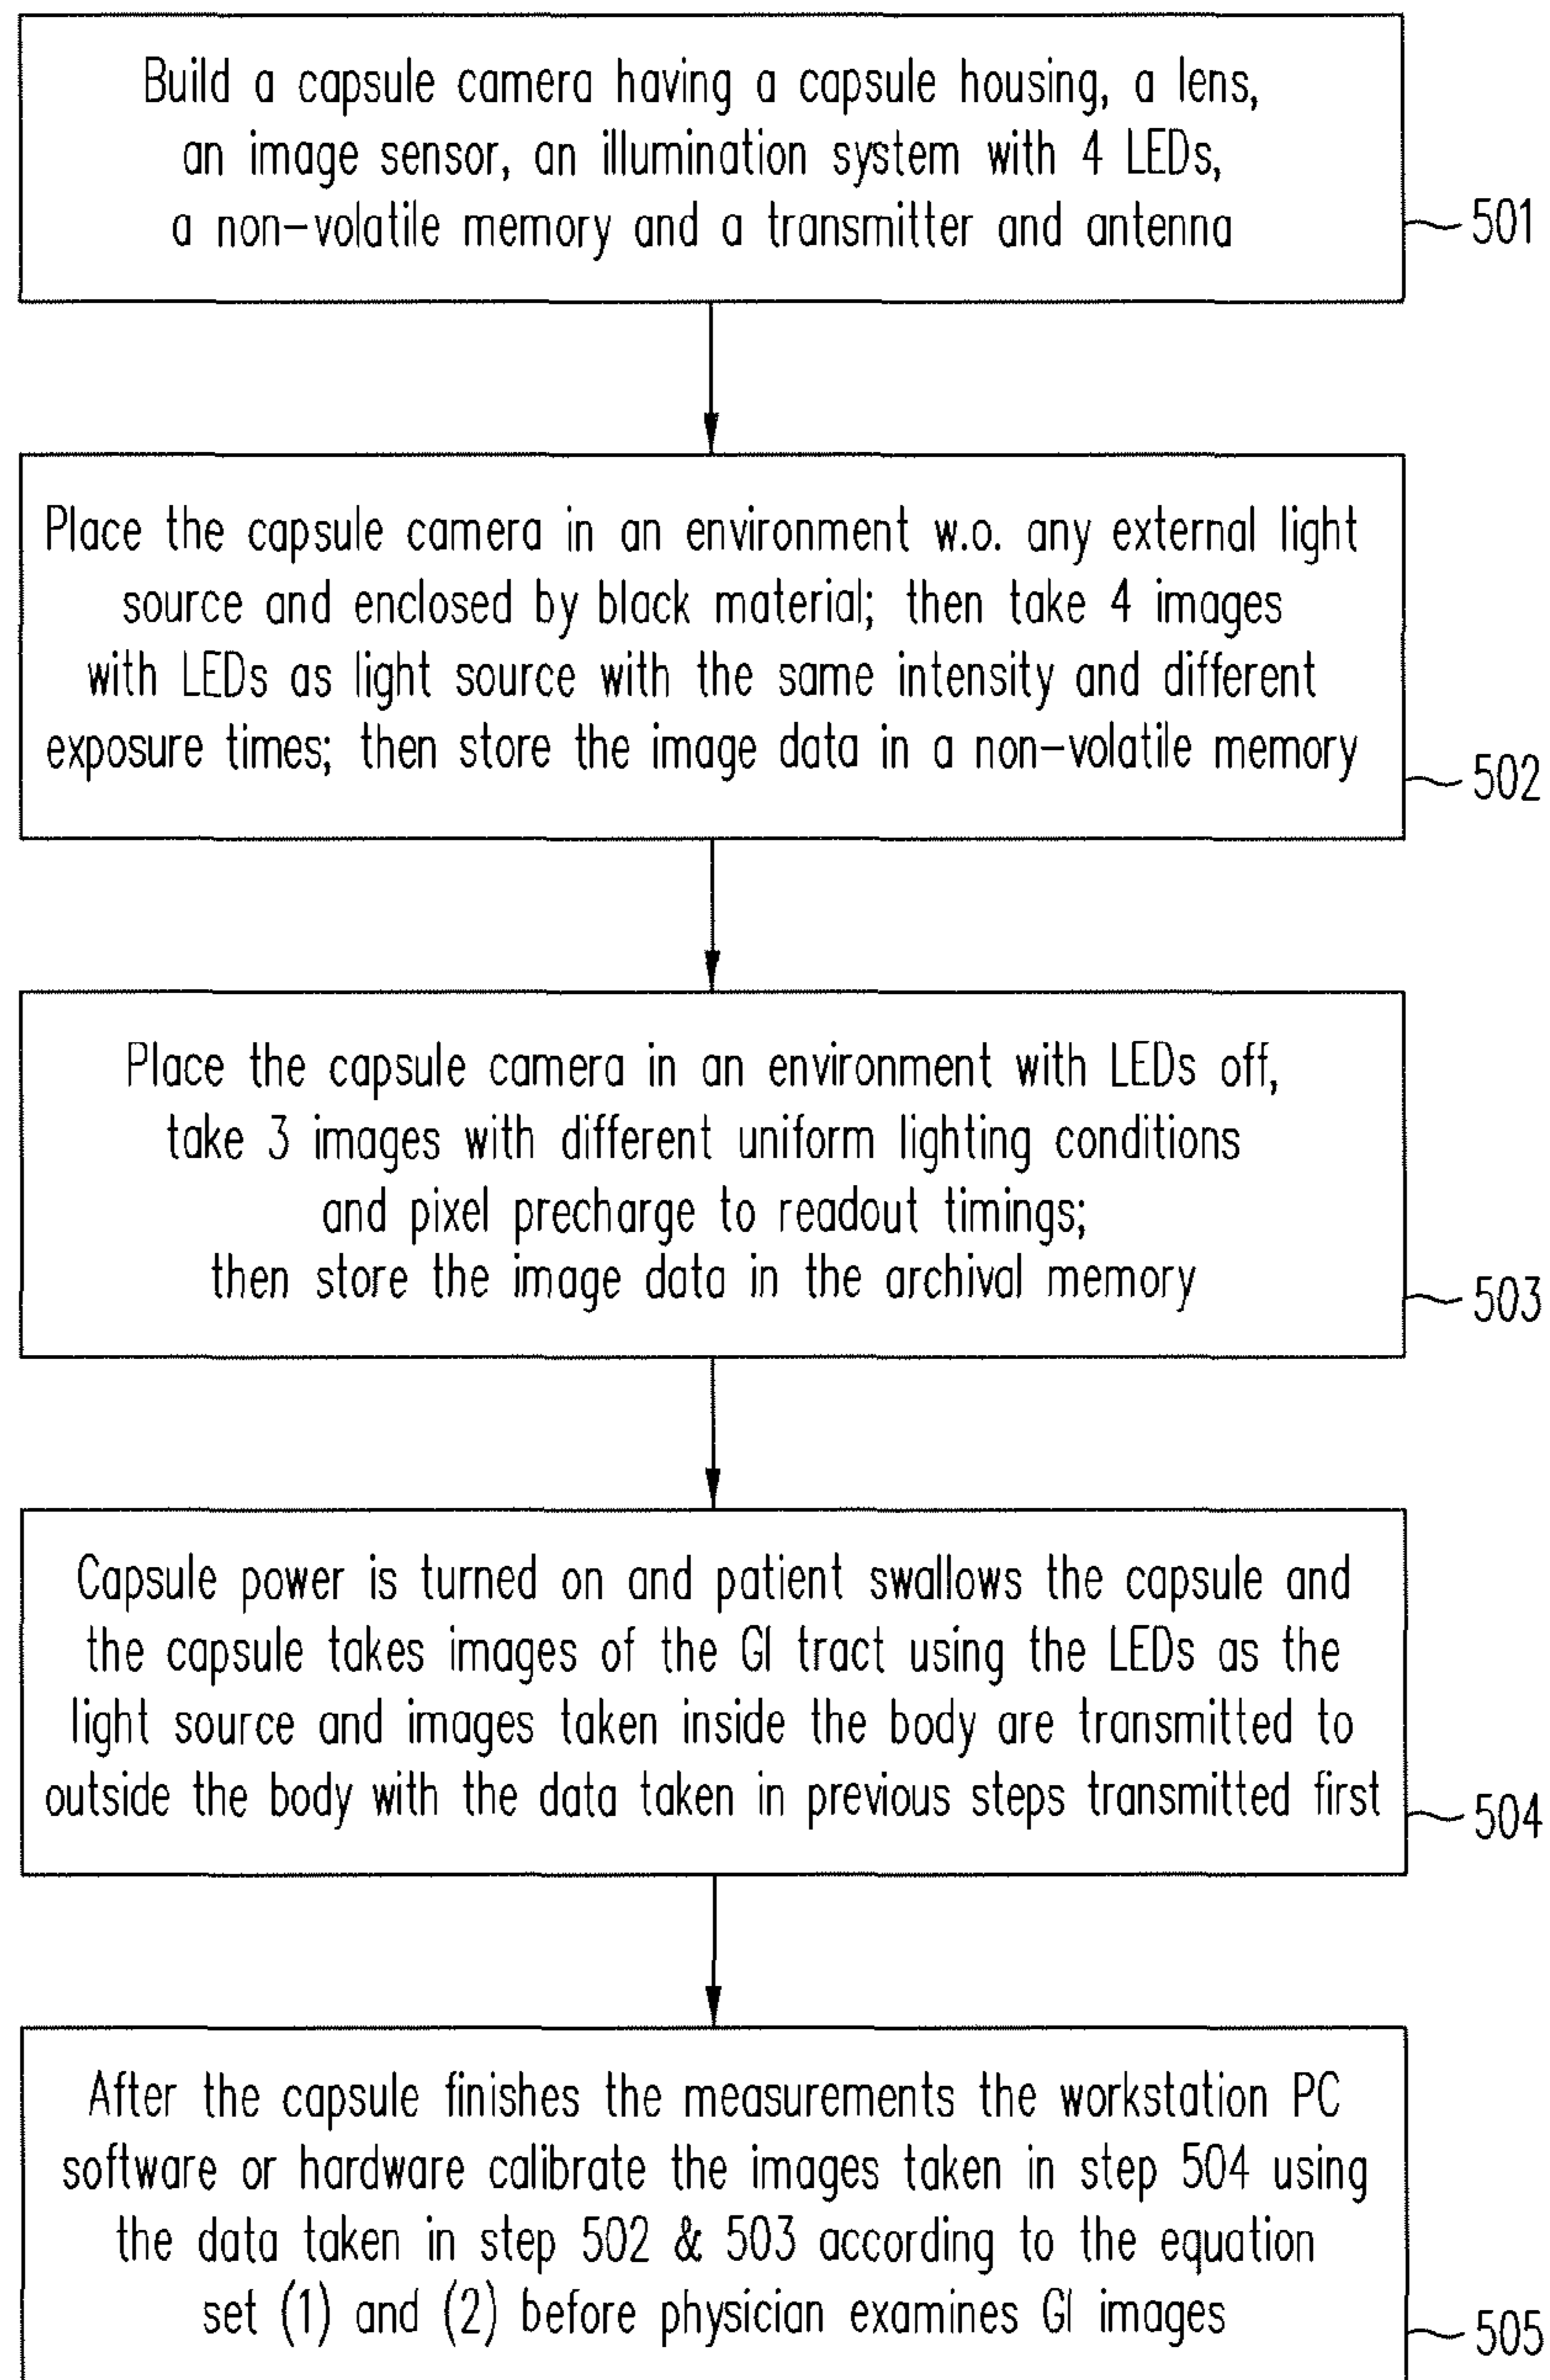 Build a capsule camera having a capsule housing, a lens,
an image sensor, an illumination system with 4 LEDs,
a non-volatile memory and a transmitter and antenna
501
Place the capsule camera in an environment w.o. any external light
source and enclosed by black material; then take 4 images
with LEDs as light source with the same intensity and different
exposure times; then store the image data in a non-volatile memory
502
Place the capsule camera in an environment with LEDs off,
take 3 images with different uniform lighting conditions
and pixel precharge to readout timings;
then store the image data in the archival memory
503
Capsule power is turned on and patient swallows the capsule and
the capsule takes images of the GI tract using the LEDs as the
light source and images taken inside the body are transmitted to
outside the body with the data taken in previous steps transmitted first
504
After the capsule finishes the measurements the workstation PC
software or hardware calibrate the images taken in step 504 using
the data taken in step 502 & 503 according to the equation
set (1) and (2) before physician examines GI images
505